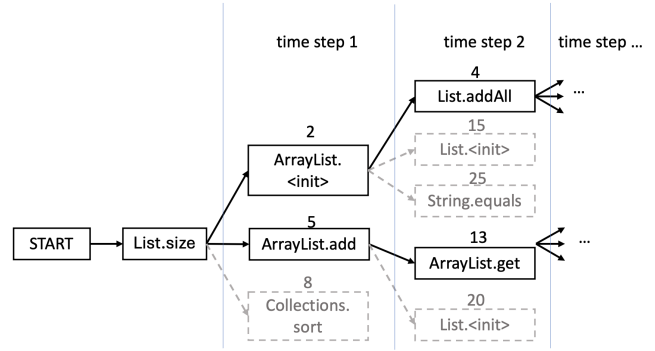 time step 1
time step 2
time step ...
4
List.addAll
...
2
15
ArrayList.
<init>
List.<init>
25
String.equals
5
13
START
List.size
ArrayList.add
...
ArrayList.get
8
20
Collections.
sort
List.<init>